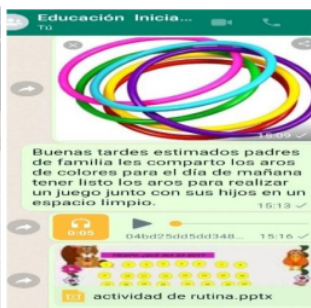 Educación Inicia...
Tú
15:09
Buenas tardes estimados padres
de familia les comparto los aros
de colores para el día de mañana
tener listo los aros para realizar
un juego junto con sus hijos en un
espacio limpio.
15:13
0:05
04bd25dd5dd348...
15:16
actividad de rutina.pptx